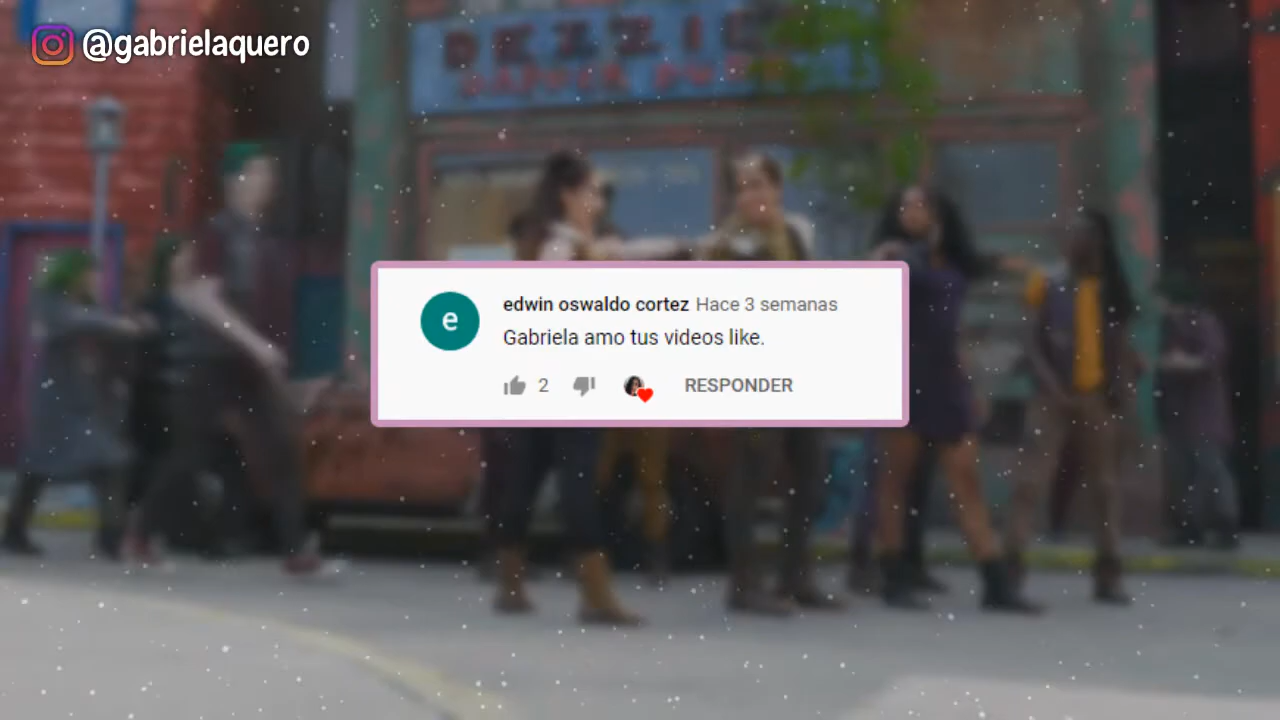 @gabrielaquero
edwin oswaldo cortez Hace 3 semanas
Gabriela amo tus videos like.
2
RESPONDER